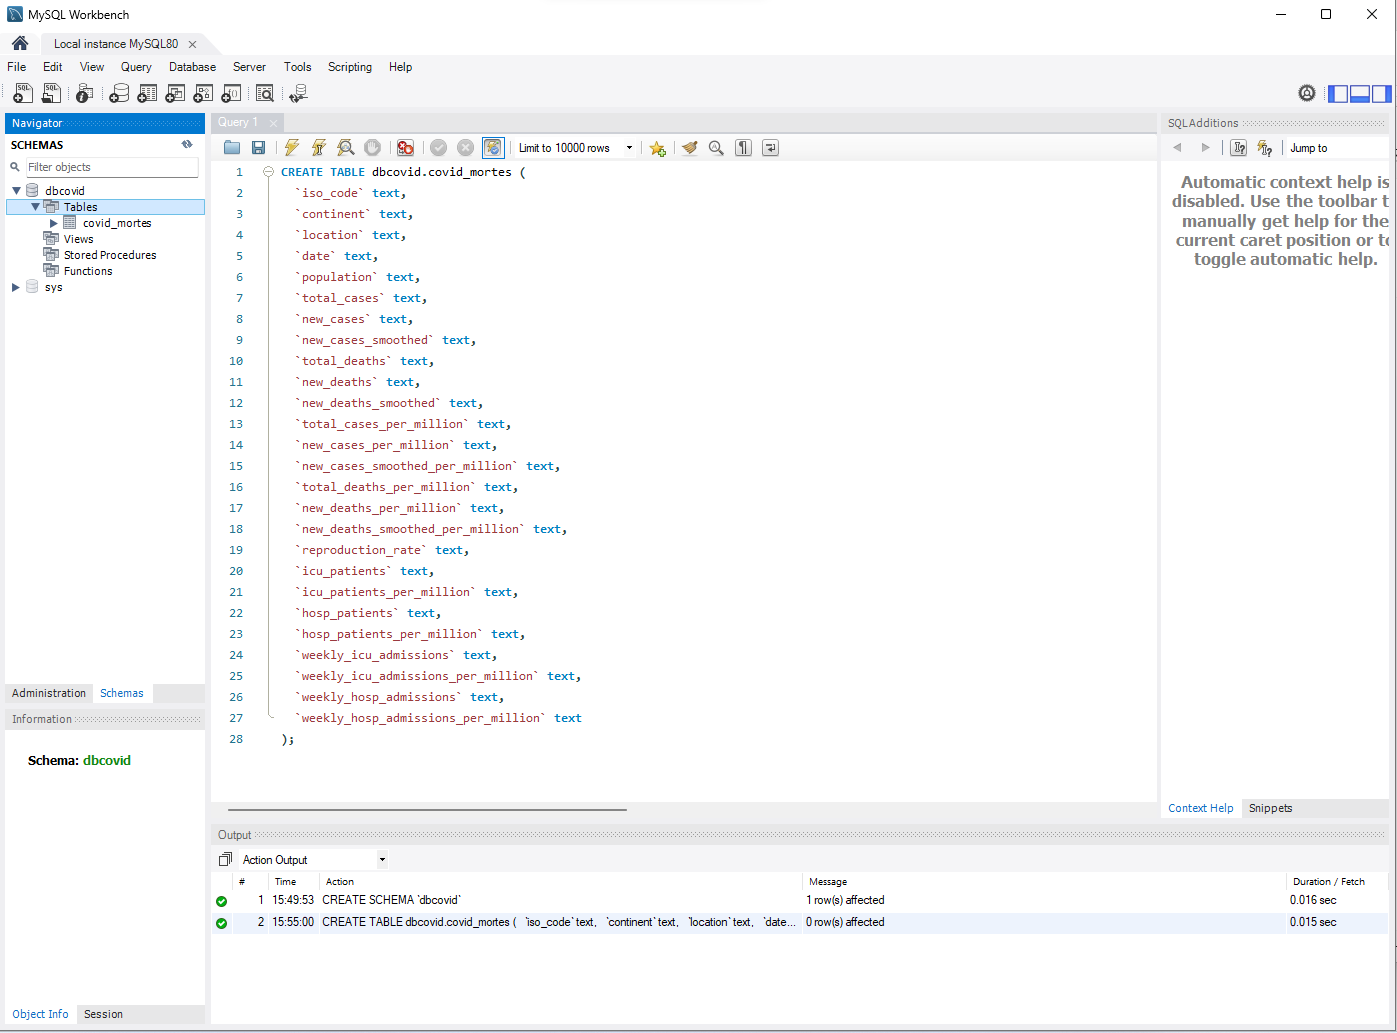 MySQL Workbench
Local instance MySQL80
File Edit View Query Database Server Tools Scripting Help
Navigator
SCHEMAS
Filter objects
dbcovid
Tables
covid_mortes
Views
Stored Procedures
Functions
sys
Administration Schemas
Information
Schema: dbcovid
Object Info Session
Query 1
Limit to 10000 rows
1 CREATE TABLE dbcovid.covid_mortes (
2 `iso_code` text,
3 `continent` text,
4 `location` text,
5 `date` text,
6 `population` text,
7 `total_cases` text,
8 `new_cases` text,
9 `new_cases_smoothed` text,
10 `total_deaths` text,
11 `new_deaths` text,
12 `new_deaths_smoothed` text,
13 `total_cases_per_million` text,
14 `new_cases_per_million` text,
15 `new_cases_smoothed_per_million` text,
16 `total_deaths_per_million` text,
17 `new_deaths_per_million` text,
18 `new_deaths_smoothed_per_million` text,
19 `reproduction_rate` text,
20 `icu_patients` text,
21 `icu_patients_per_million` text,
22 `hosp_patients` text,
23 `hosp_patients_per_million` text,
24 `weekly_icu_admissions` text,
25 `weekly_icu_admissions_per_million` text,
26 `weekly_hosp_admissions` text,
27 `weekly_hosp_admissions_per_million` text
28 );
SQLAdditions
Jump to
Automatic context help is
disabled. Use the toolbar t
manually get help for the
current caret position or to
toggle automatic help.
Context Help Snippets
Output
Action Output
# Time Action Message Duration / Fetch
1 15:49:53 CREATE SCHEMA `dbcovid` 1 row(s) affected 0.016 sec
2 15:55:00 CREATE TABLE dbcovid.covid_mortes ( `iso_code` text, `continent` text, `location` text, `date... 0 row(s) affected 0.015 sec